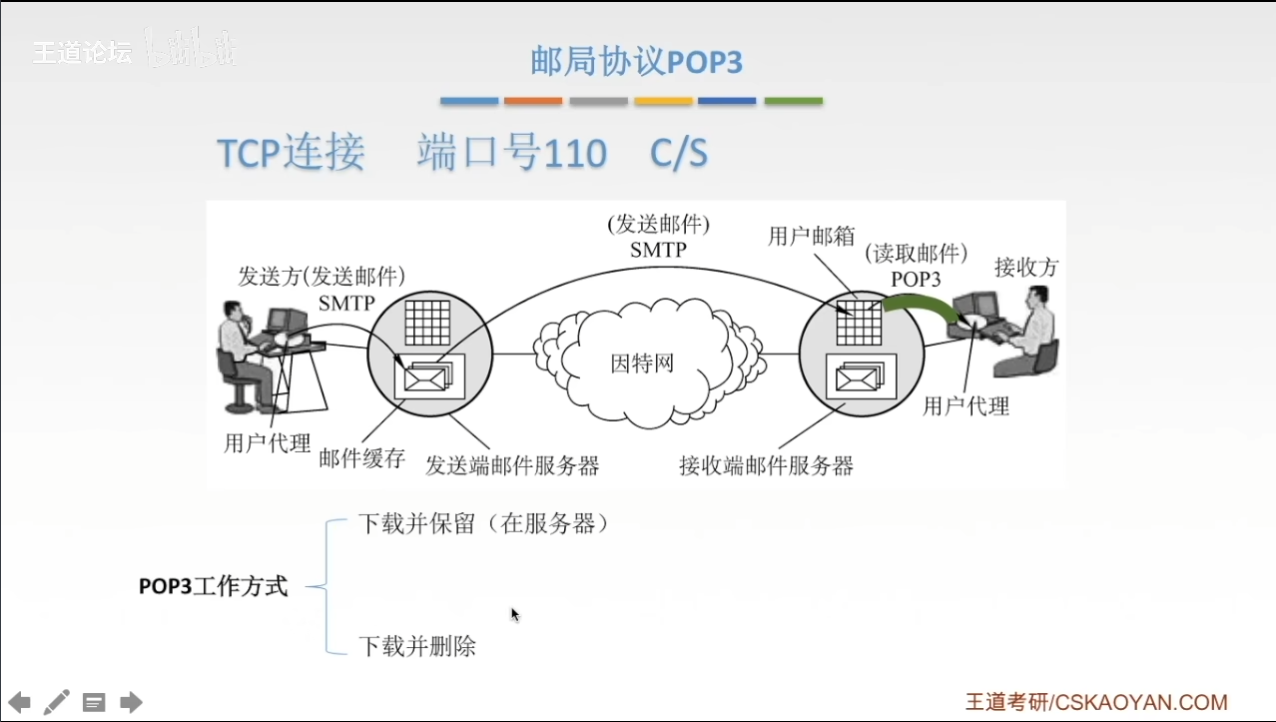 王道论坛 bilibili
邮局协议POP3
TCP连接 端口号110 C/S
(发送邮件)
SMTP
用户邮箱
(读取邮件)
POP3
接收方
发送方(发送邮件)
SMTP
因特网
用户代理
用户代理
邮件缓存
发送端邮件服务器
接收端邮件服务器
下载并保留（在服务器）
POP3工作方式
下载并删除
王道考研/CSKAOYAN.COM